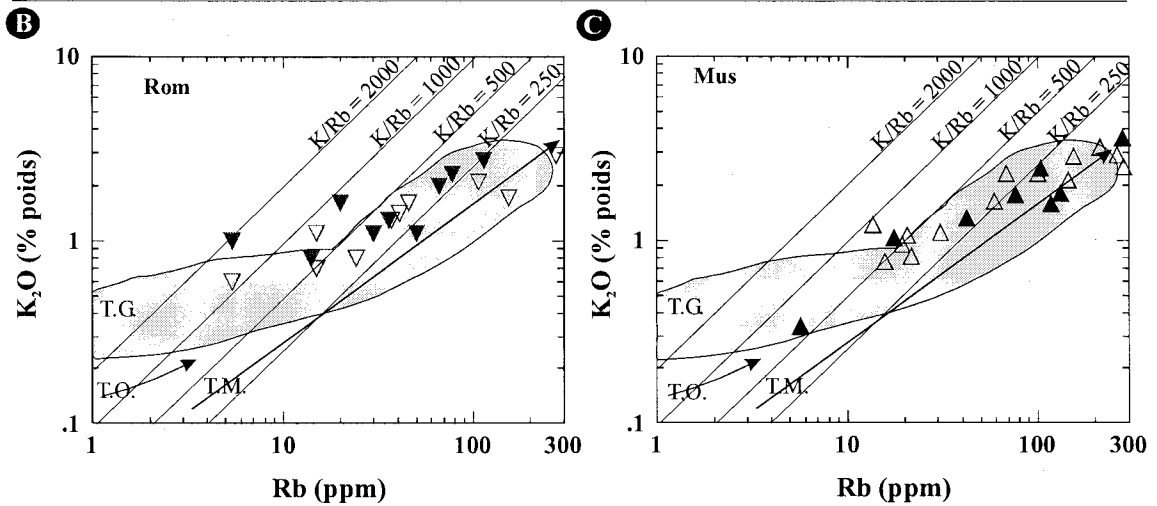 B
10
1
.1
K₂O (% poids)
Rom
K/Rb = 2000
K/Rb = 1000
K/Rb = 500
K/Rb = 250
T.G.
T.O.
T.M.
1
10
100
300
Rb (ppm)
C
10
1
.1
K₂O (% poids)
Mus
K/Rb = 2000
K/Rb = 1000
K/Rb = 500
K/Rb = 250
T.G.
T.O.
T.M.
1
10
100
300
Rb (ppm)